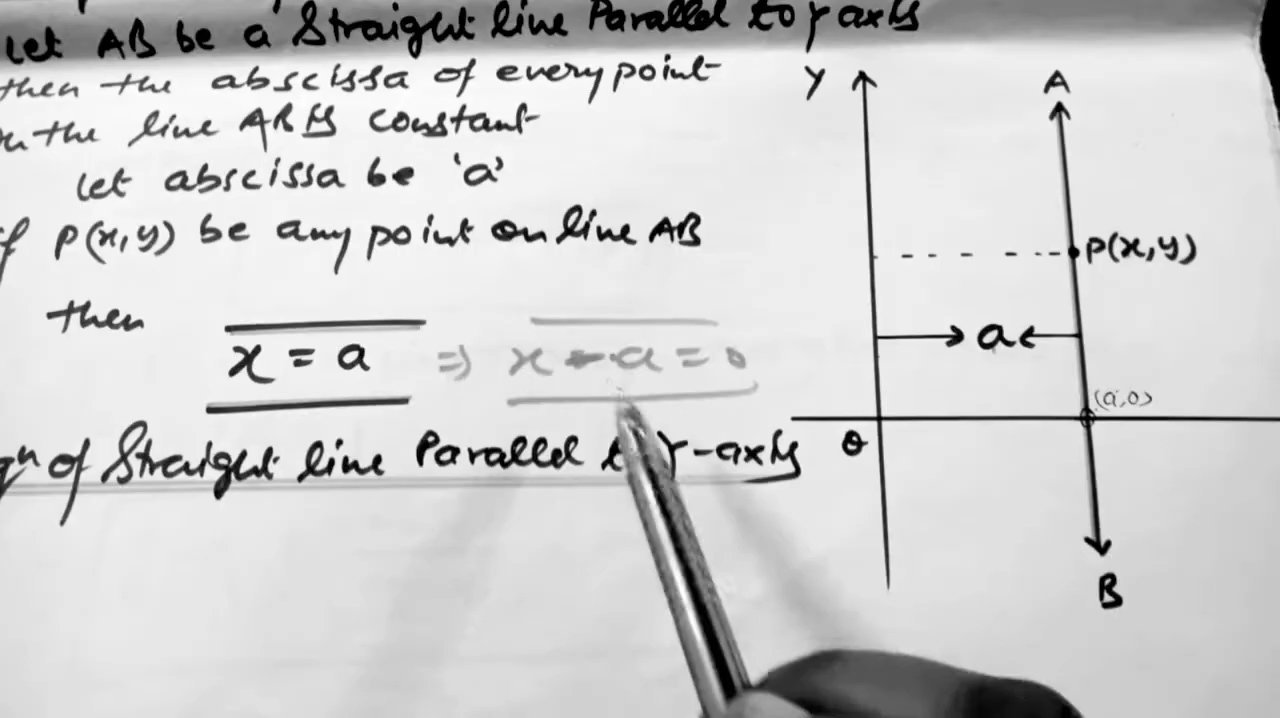 Let AB be a Straight line Parallel to y axis
then the abscissa of every point
on the line AB is constant
Let abscissa be 'a'
If P(x,y) be any point on line AB
then
x = a ⇒ x - a = 0
of Straight line Parallel to Y-axis
Y
A
P(x,y)
a
(a,0)
O
B